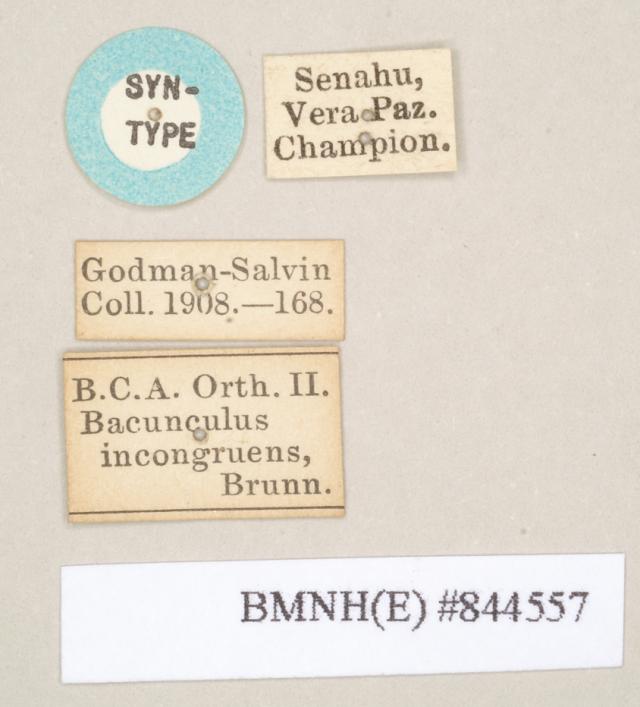 SYN-
TYPE
Senahu,
Vera Paz.
Champion.
Godman-Salvin
Coll. 1908.—168.
B.C.A. Orth. II.
Bacunculus
incongruens,
Brunn.
BMNH(E) #844557